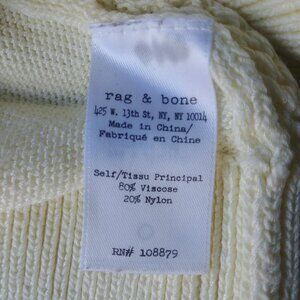 rag & bone
425 W. 13th St, NY, NY 10014
Made in China/
Fabriqué en Chine
Self/Tissu Principal
80% Viscose
20% Nylon
RN# 108879